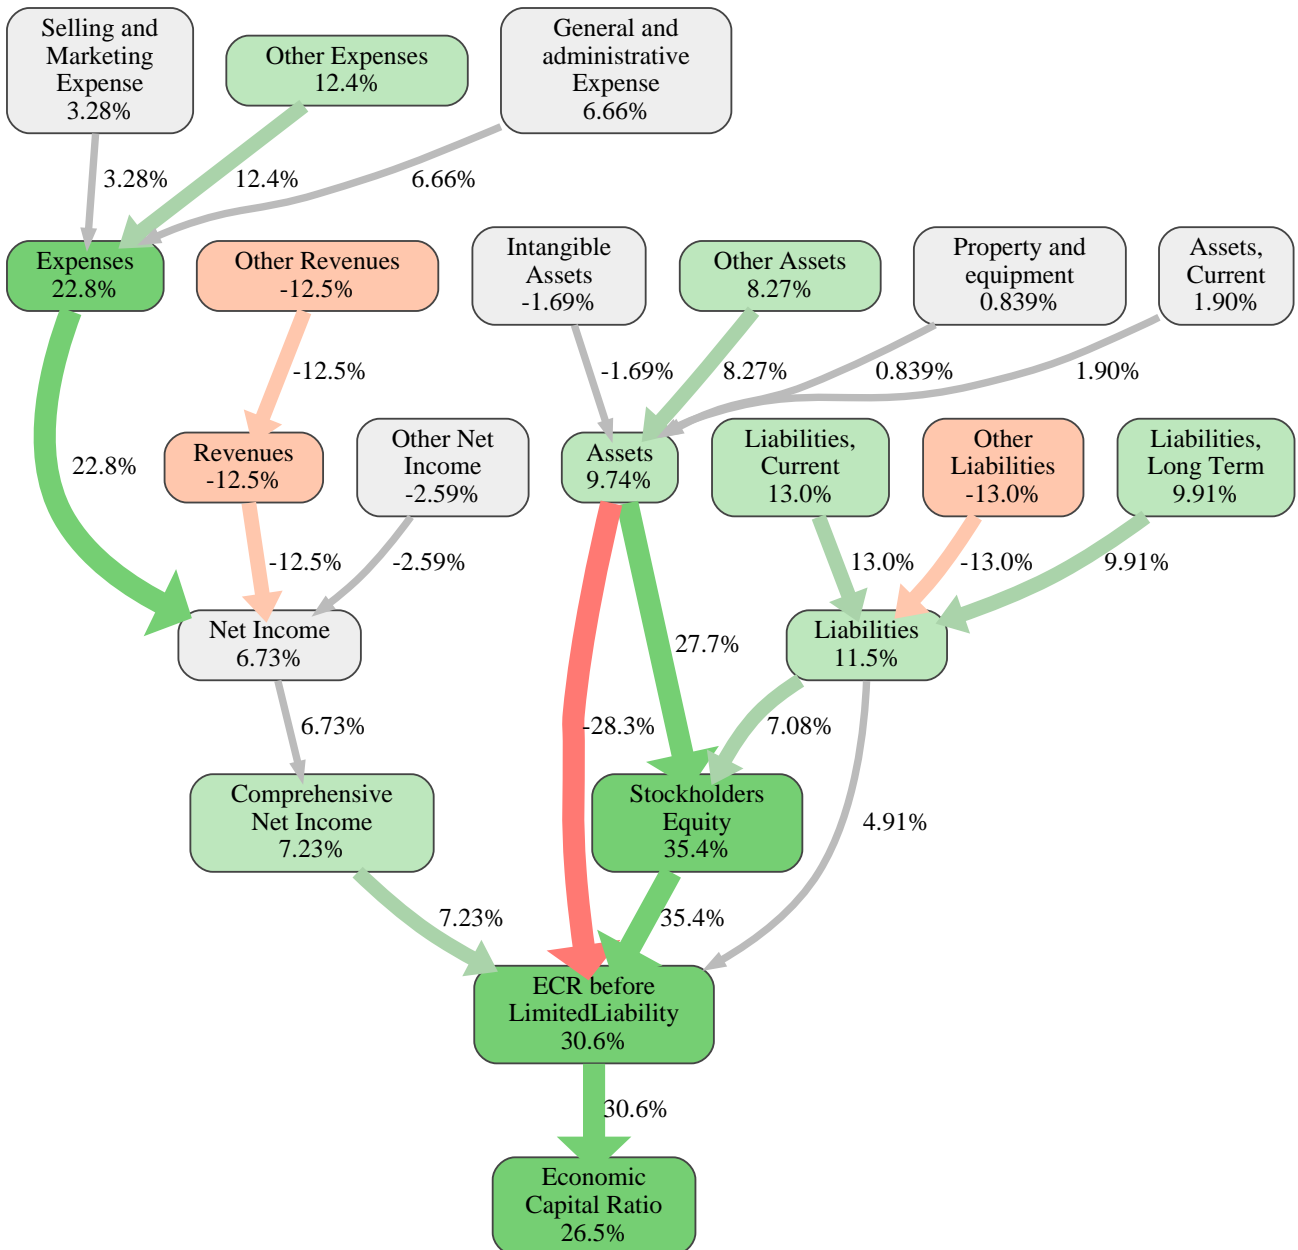 Selling and
Marketing
Expense
3.28%
Other Expenses
12.4%
General and
administrative
Expense
6.66%
3.28%
12.4%
6.66%
Expenses
22.8%
Other Revenues
-12.5%
Intangible
Assets
-1.69%
Other Assets
8.27%
Property and
equipment
0.839%
Assets,
Current
1.90%
-12.5%
-1.69%
8.27%
0.839%
1.90%
22.8%
Revenues
-12.5%
Other Net
Income
-2.59%
Assets
9.74%
Liabilities,
Current
13.0%
Other
Liabilities
-13.0%
Liabilities,
Long Term
9.91%
-12.5%
-2.59%
13.0%
-13.0%
9.91%
Net Income
6.73%
27.7%
Liabilities
11.5%
6.73%
-28.3%
7.08%
Comprehensive
Net Income
7.23%
Stockholders
Equity
35.4%
4.91%
7.23%
35.4%
ECR before
LimitedLiability
30.6%
30.6%
Economic
Capital Ratio
26.5%